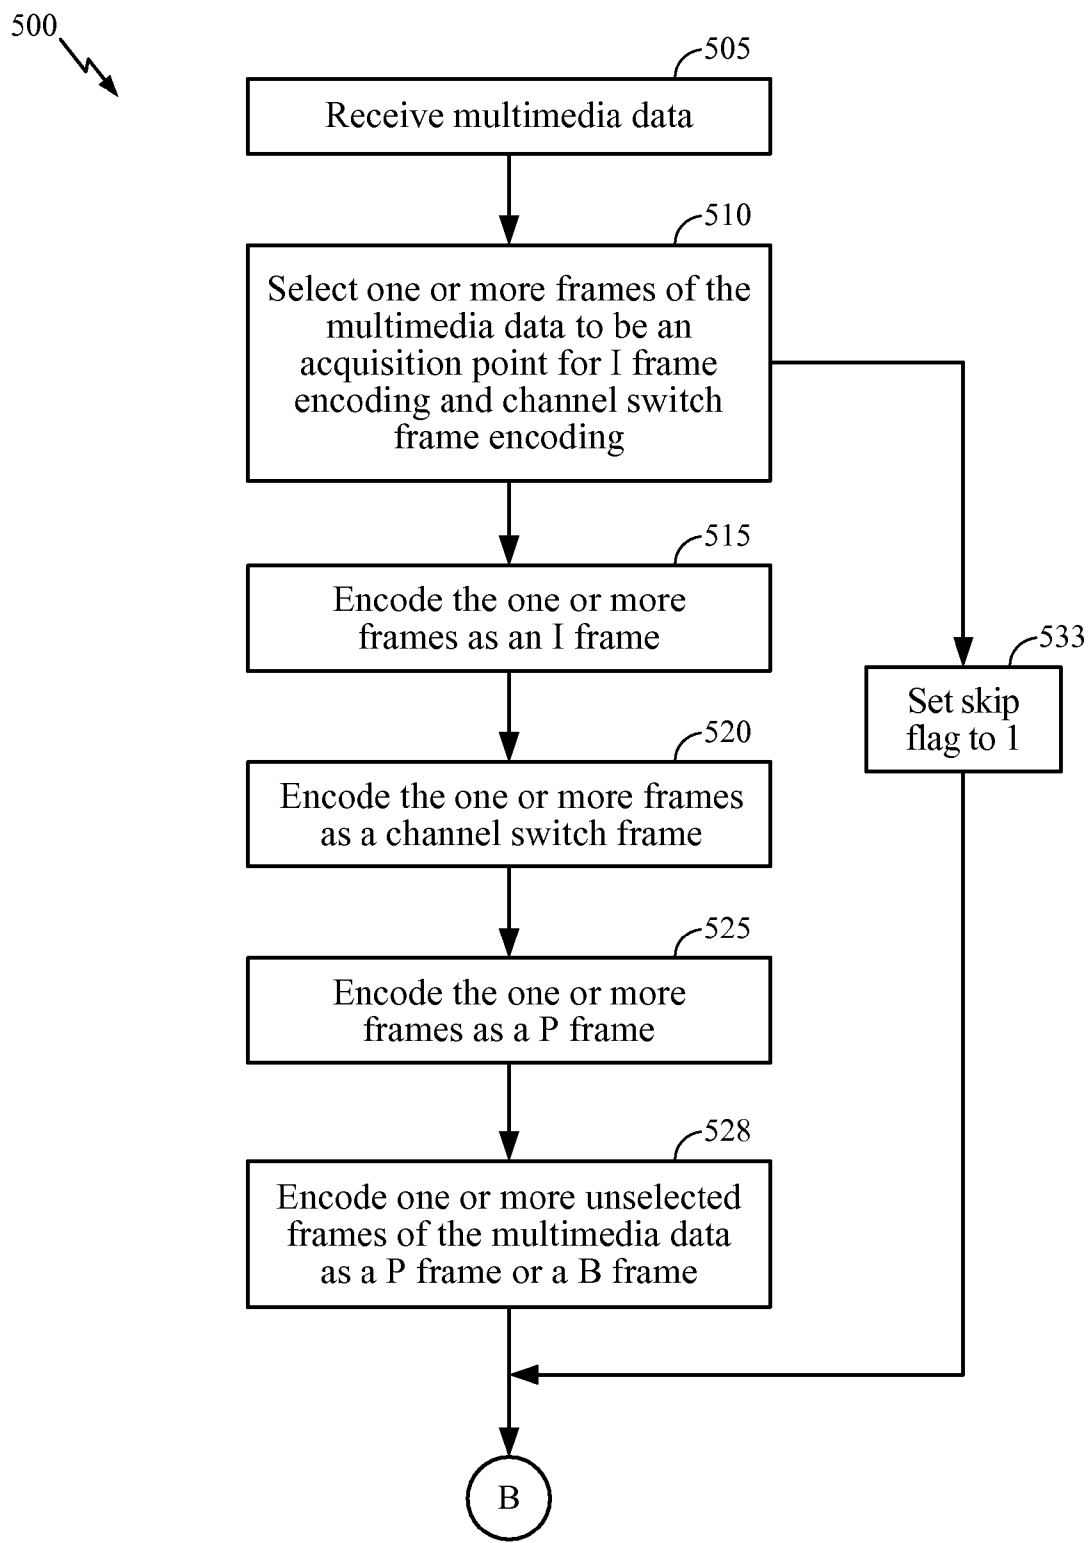 500
505
Receive multimedia data
510
Select one or more frames of the
multimedia data to be an
acquisition point for I frame
encoding and channel switch
frame encoding
515
Encode the one or more
frames as an I frame
533
Set skip
flag to 1
520
Encode the one or more frames
as a channel switch frame
525
Encode the one or more
frames as a P frame
528
Encode one or more unselected
frames of the multimedia data
as a P frame or a B frame
B